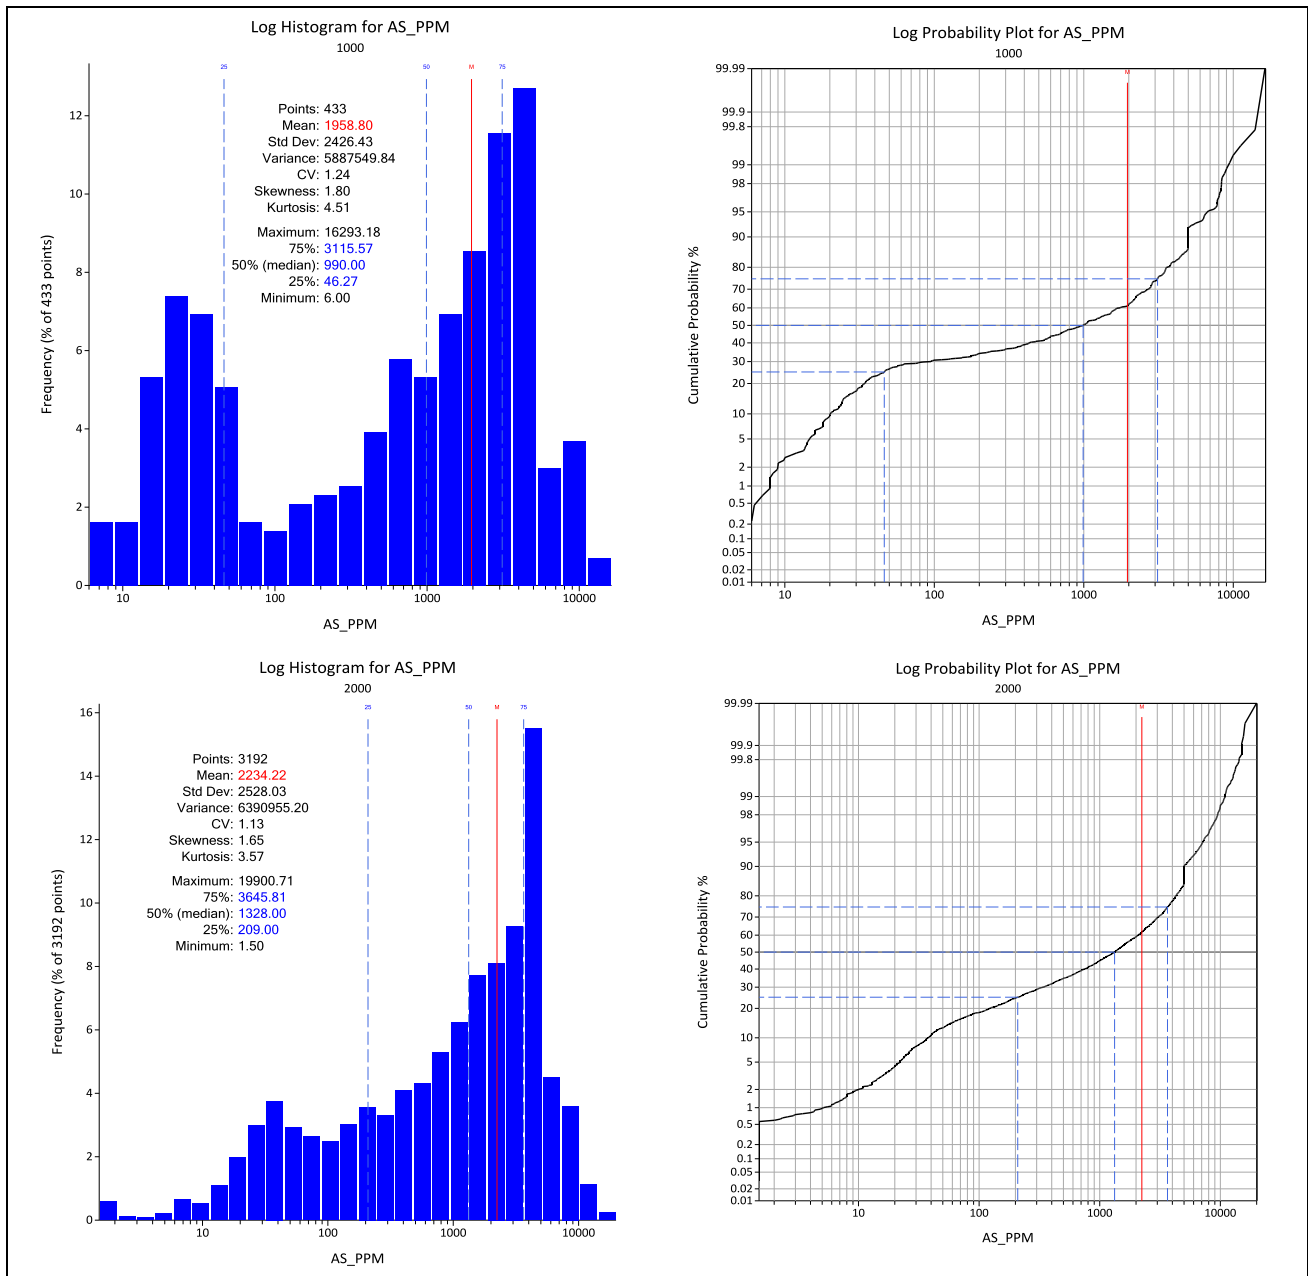 Log Histogram for AS_PPM
1000
25
50
M
75
Points: 433
Mean: 1958.80
Std Dev: 2426.43
Variance: 5887549.84
CV: 1.24
Skewness: 1.80
Kurtosis: 4.51
Maximum: 16293.18
75%: 3115.57
50% (median): 990.00
25%: 46.27
Minimum: 6.00
Frequency (% of 433 points)
12
10
8
6
4
2
0
10
100
1000
10000
AS_PPM
Log Probability Plot for AS_PPM
1000
M
Cumulative Probability %
99.99
99.9
99.8
99
98
95
90
80
70
60
50
40
30
20
10
5
2
1
0.5
0.2
0.1
0.05
0.02
0.01
10
100
1000
10000
AS_PPM
Log Histogram for AS_PPM
2000
25
50
M
75
Points: 3192
Mean: 2234.22
Std Dev: 2528.03
Variance: 6390955.20
CV: 1.13
Skewness: 1.65
Kurtosis: 3.57
Maximum: 19900.71
75%: 3645.81
50% (median): 1328.00
25%: 209.00
Minimum: 1.50
Frequency (% of 3192 points)
16
14
12
10
8
6
4
2
0
10
100
1000
10000
AS_PPM
Log Probability Plot for AS_PPM
2000
M
Cumulative Probability %
99.99
99.9
99.8
99
98
95
90
80
70
60
50
40
30
20
10
5
2
1
0.5
0.2
0.1
0.05
0.02
0.01
10
100
1000
10000
AS_PPM